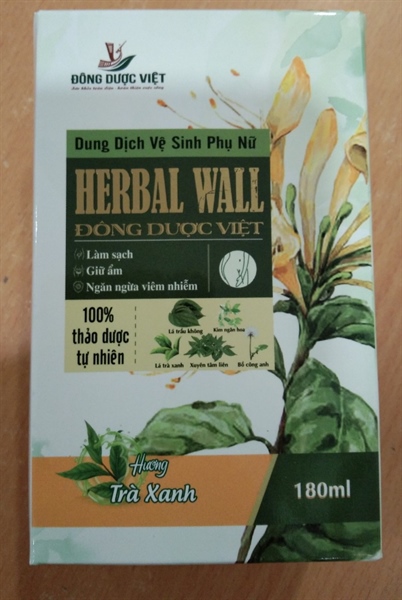 ĐÔNG DƯỢC VIỆT
Dung Dịch Vệ Sinh Phụ Nữ
HERBAL WALL
ĐÔNG DƯỢC VIỆT
Làm sạch
Giữ ẩm
Ngăn ngừa viêm nhiễm
100%
thảo dược
tự nhiên
Lá trầu không
Kim ngân hoa
Lá trà xanh
Xuyên tâm liên
Bồ công anh
Hương
Trà Xanh
180ml